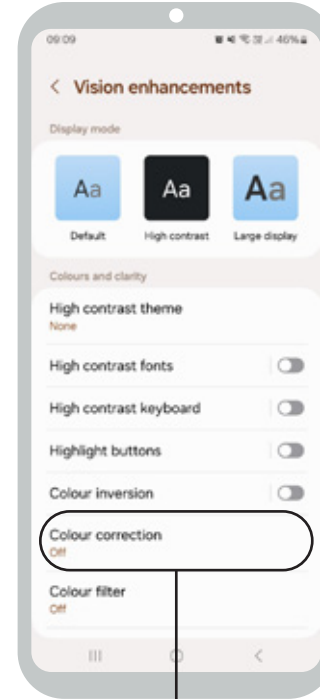 09:09
46%
< Vision enhancements
Display mode
Aa Aa Aa
Default High contrast Large display
Colours and clarity
High contrast theme
None
High contrast fonts
High contrast keyboard
Highlight buttons
Colour inversion
Colour correction
Off
Colour filter
Off